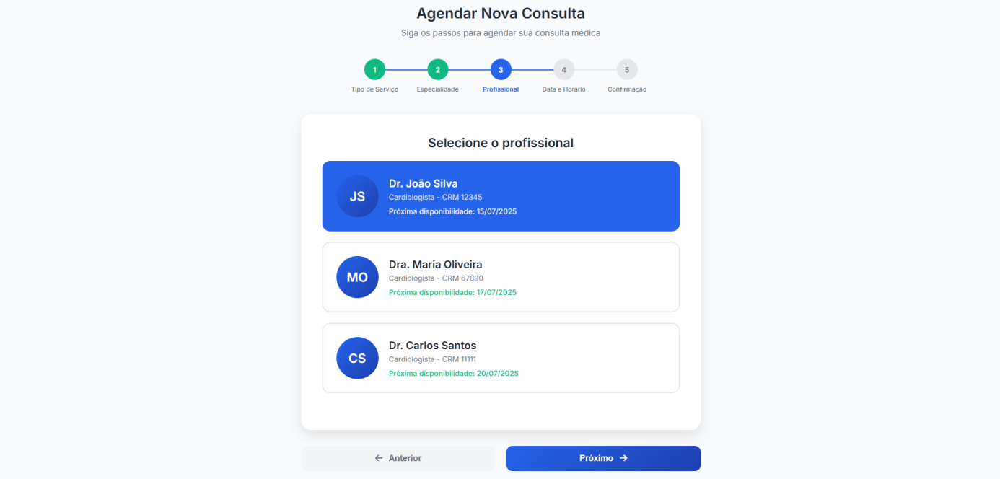 Agendar Nova Consulta
Siga os passos para agendar sua consulta médica
1 2 3 4 5
Tipo de Serviço Especialidade Profissional Data e Horário Confirmação
Selecione o profissional
JS
Dr. João Silva
Cardiologista - CRM 12345
Próxima disponibilidade: 15/07/2025
MO
Dra. Maria Oliveira
Cardiologista - CRM 67890
Próxima disponibilidade: 17/07/2025
CS
Dr. Carlos Santos
Cardiologista - CRM 11111
Próxima disponibilidade: 20/07/2025
← Anterior
Próximo →